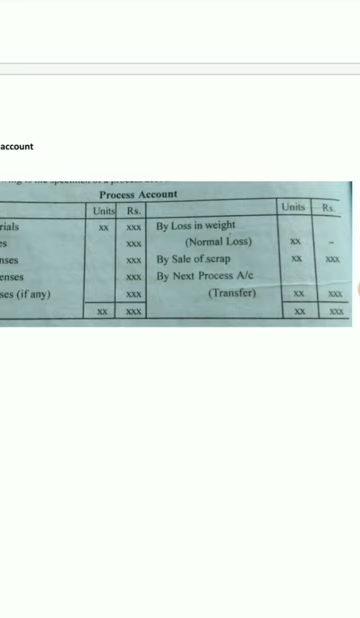 account
Process Account
Units Rs. Units Rs.
rials xx xxx By Loss in weight
es xxx (Normal Loss) xx –
nses xxx By Sale of scrap xx xxx
enses xxx By Next Process A/c
ses (if any) xxx (Transfer) xx xxx
xx xxx xx xxx